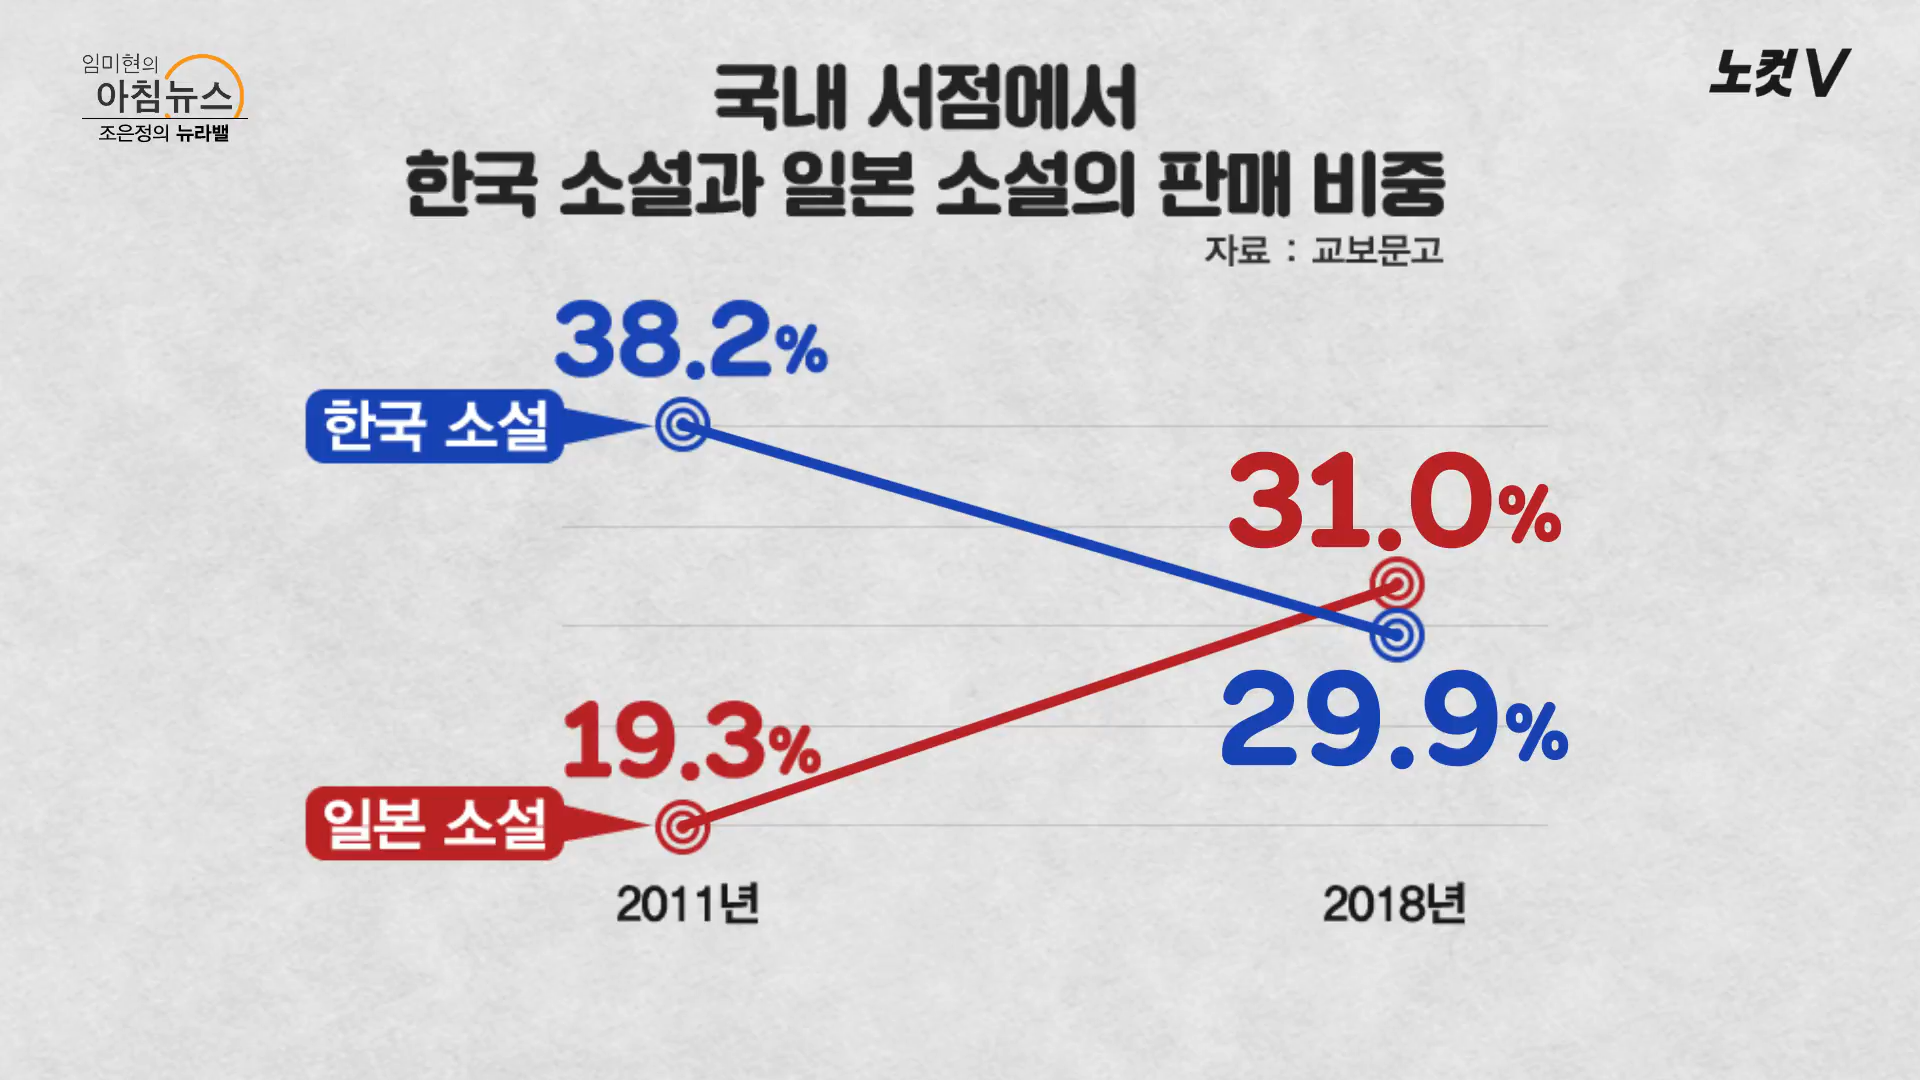 임미현의
아침뉴스
조은정의 뉴라밸
노컷V
국내 서점에서
한국 소설과 일본 소설의 판매 비중
자료 : 교보문고
38.2%
한국 소설
31.0%
29.9%
19.3%
일본 소설
2011년
2018년